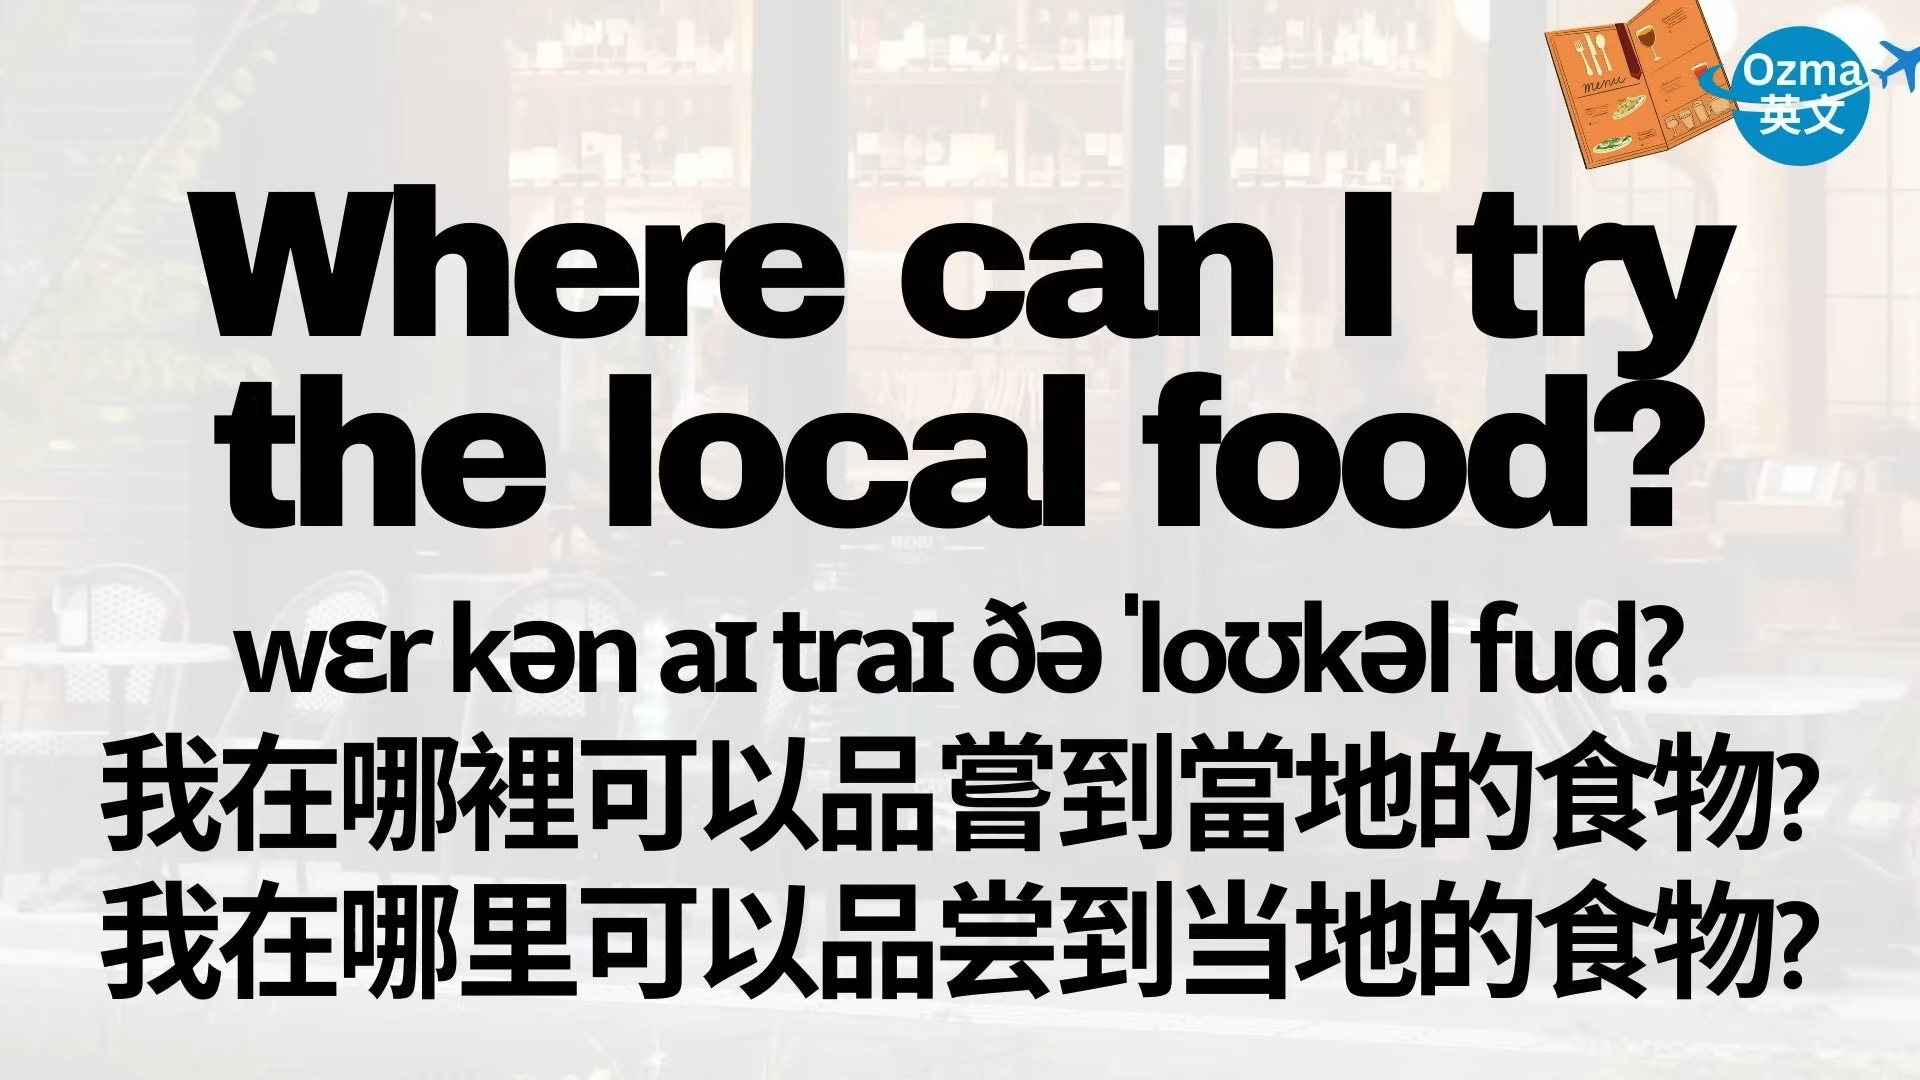 menu
Ozma
英文
Where can I try
the local food?
MENU
wɛr kən aɪ traɪ ðə ˈloʊkəl fud?
我在哪裡可以品嘗到當地的食物?
我在哪里可以品尝到当地的食物?